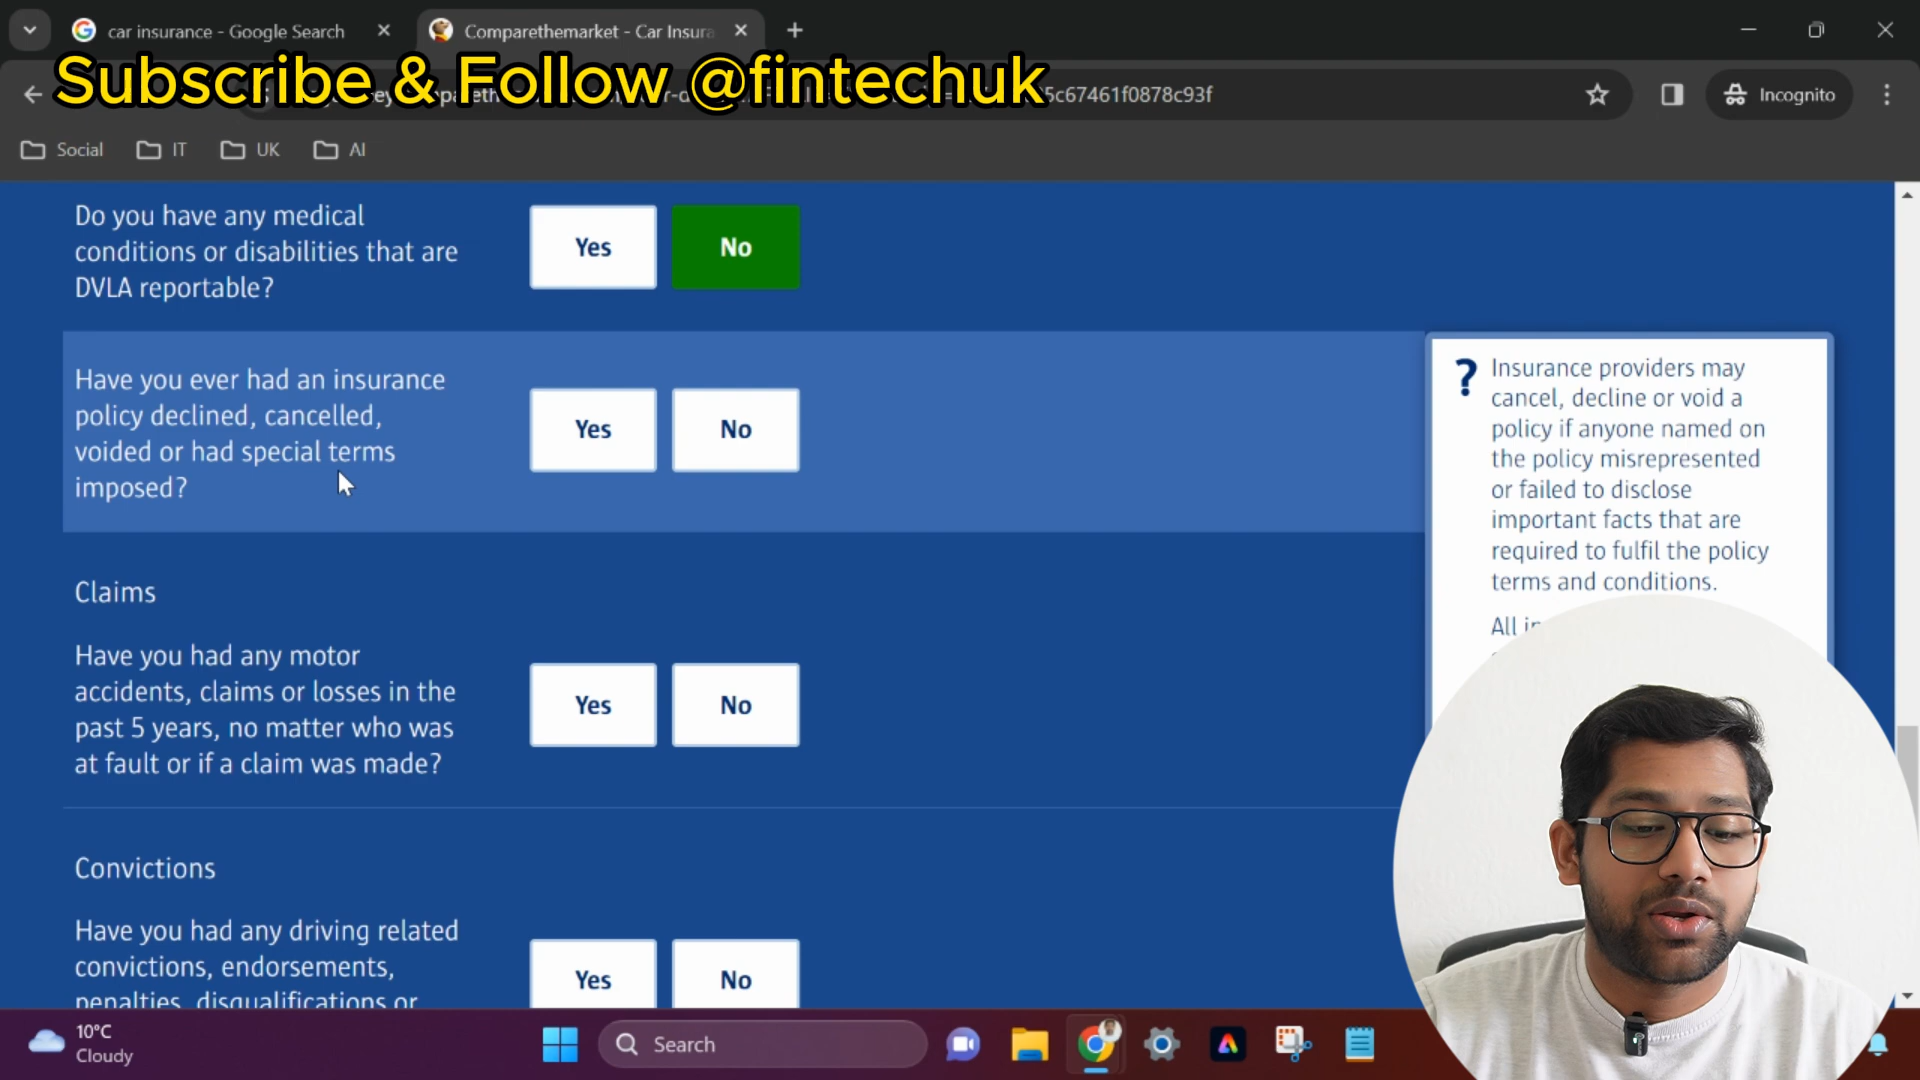 car insurance - Google Search
Comparethemarket - Car Insura
Subscribe & Follow @fintechuk
5c67461f0878c93f
Incognito
Social
IT
UK
AI
Do you have any medical
conditions or disabilities that are
DVLA reportable?
Yes
No
Have you ever had an insurance
policy declined, cancelled,
voided or had special terms
imposed?
Yes
No
? Insurance providers may
cancel, decline or void a
policy if anyone named on
the policy misrepresented
or failed to disclose
important facts that are
required to fulfil the policy
terms and conditions.
All
Claims
Have you had any motor
accidents, claims or losses in the
past 5 years, no matter who was
at fault or if a claim was made?
Yes
No
Convictions
Have you had any driving related
convictions, endorsements,
penalties, disqualifications or
Yes
No
10°C
Cloudy
Search